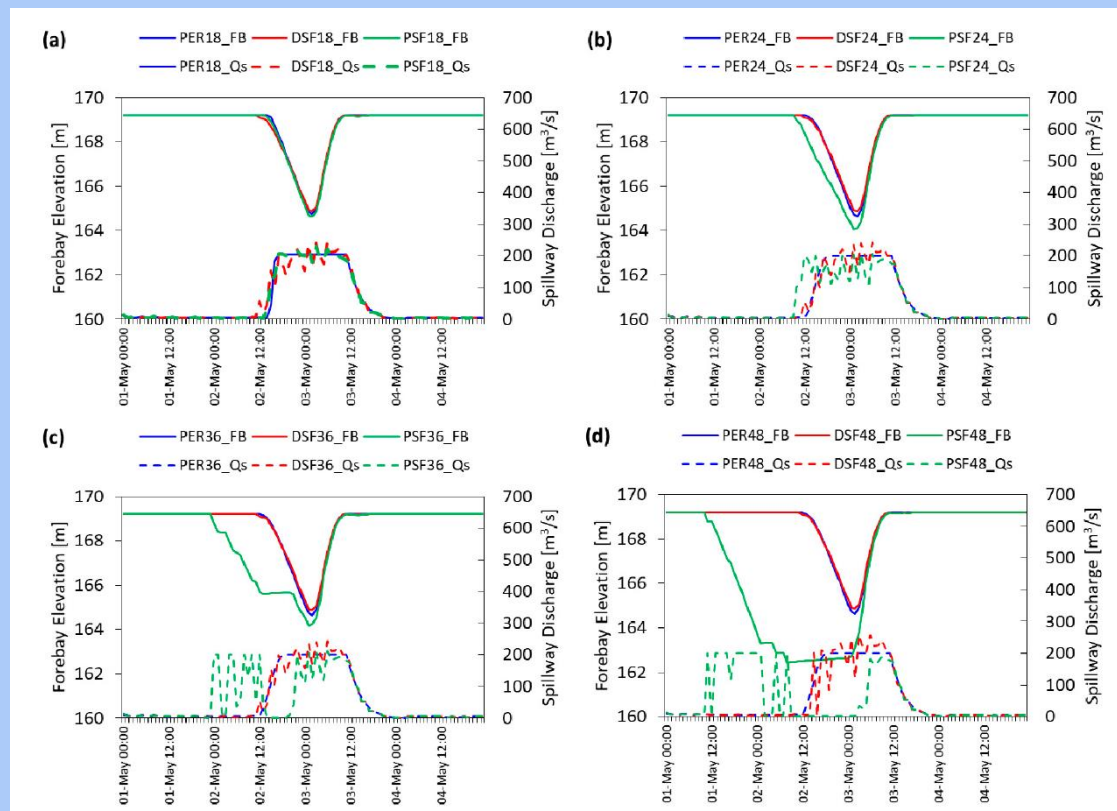 (a)
PER18_FB DSF18_FB PSF18_FB
PER18_Qs DSF18_Qs PSF18_Qs
Forebay Elevation [m]
170
168
166
164
162
160
700
600
500
400
300
200
100
0
Spillway Discharge [m³/s]
01-May 00:00
01-May 12:00
02-May 00:00
02-May 12:00
03-May 00:00
03-May 12:00
04-May 00:00
04-May 12:00
(b)
PER24_FB DSF24_FB PSF24_FB
PER24_Qs DSF24_Qs PSF24_Qs
Forebay Elevation [m]
170
168
166
164
162
160
700
600
500
400
300
200
100
0
Spillway Discharge [m³/s]
01-May 00:00
01-May 12:00
02-May 00:00
02-May 12:00
03-May 00:00
03-May 12:00
04-May 00:00
04-May 12:00
(c)
PER36_FB DSF36_FB PSF36_FB
PER36_Qs DSF36_Qs PSF36_Qs
Forebay Elevation [m]
170
168
166
164
162
160
700
600
500
400
300
200
100
0
Spillway Discharge [m³/s]
01-May 00:00
01-May 12:00
02-May 00:00
02-May 12:00
03-May 00:00
03-May 12:00
04-May 00:00
04-May 12:00
(d)
PER48_FB DSF48_FB PSF48_FB
PER48_Qs DSF48_Qs PSF48_Qs
Forebay Elevation [m]
170
168
166
164
162
160
700
600
500
400
300
200
100
0
Spillway Discharge [m³/s]
01-May 00:00
01-May 12:00
02-May 00:00
02-May 12:00
03-May 00:00
03-May 12:00
04-May 00:00
04-May 12:00